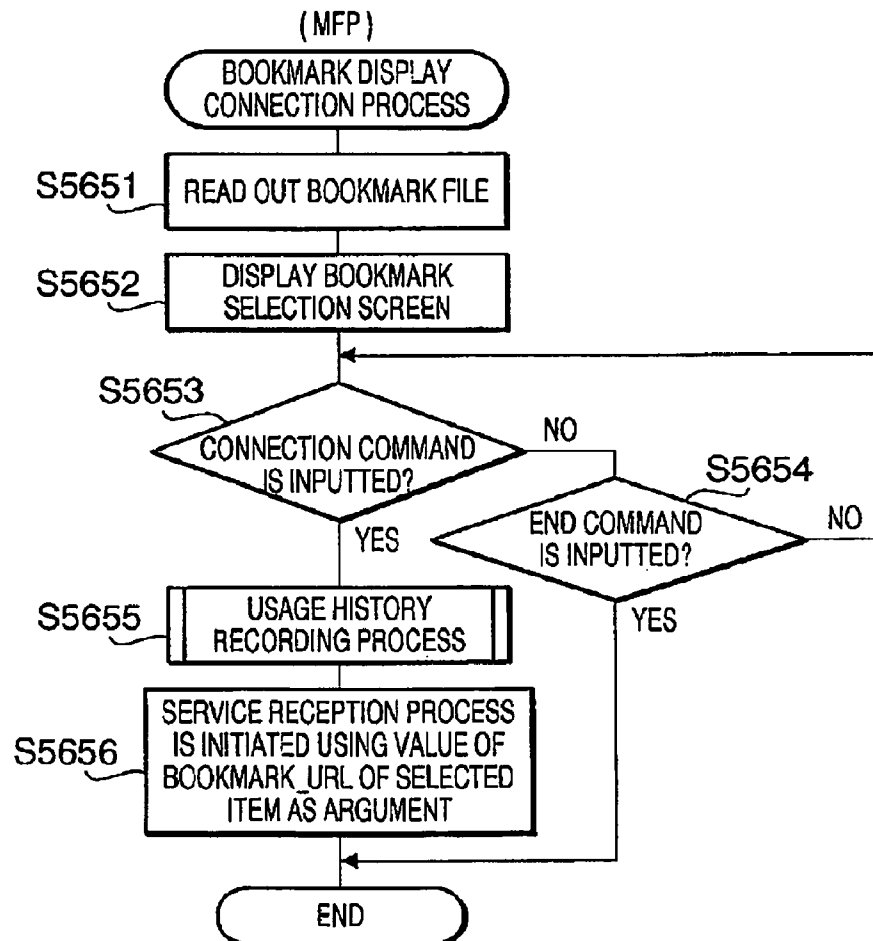 (MFP)
BOOKMARK DISPLAY
CONNECTION PROCESS
S5651
READ OUT BOOKMARK FILE
S5652
DISPLAY BOOKMARK
SELECTION SCREEN
S5653
CONNECTION COMMAND
IS INPUTTED?
NO
YES
S5654
END COMMAND
IS INPUTTED?
NO
YES
S5655
USAGE HISTORY
RECORDING PROCESS
S5656
SERVICE RECEPTION PROCESS
IS INITIATED USING VALUE OF
BOOKMARK_URL OF SELECTED
ITEM AS ARGUMENT
END